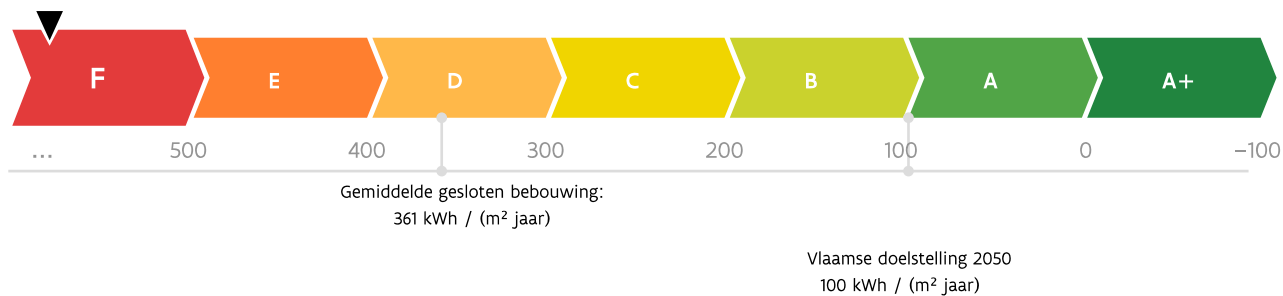 F E D C B A A+
... 500 400 300 200 100 0 –100
Gemiddelde gesloten bebouwing:
361 kWh / (m² jaar)
Vlaamse doelstelling 2050
100 kWh / (m² jaar)